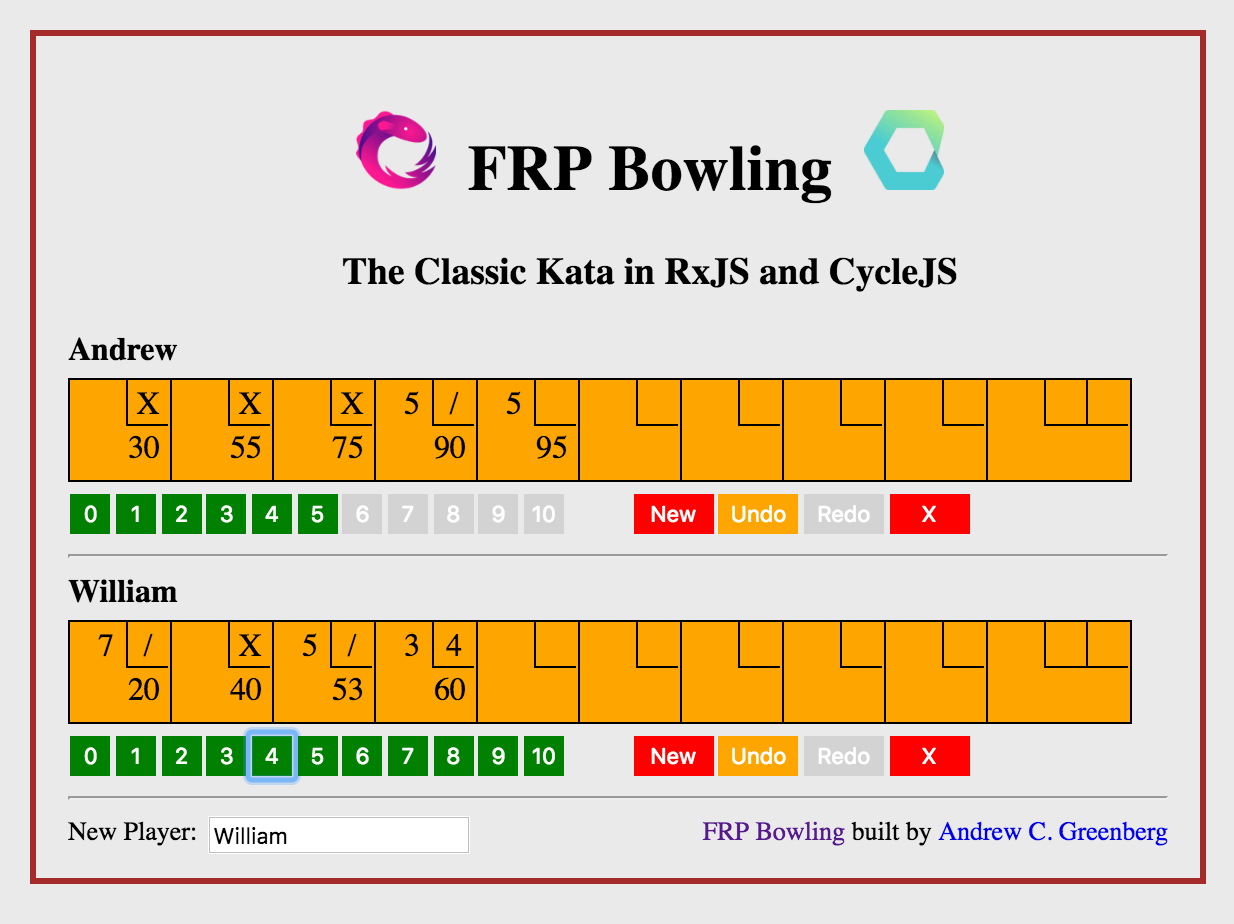 FRP Bowling
The Classic Kata in RxJS and CycleJS
Andrew
X X X 5 / 5
30 55 75 90 95
0 1 2 3 4 5 6 7 8 9 10 New Undo Redo X
William
7 / X 5 / 3 4
20 40 53 60
0 1 2 3 4 5 6 7 8 9 10 New Undo Redo X
New Player: William FRP Bowling built by Andrew C. Greenberg